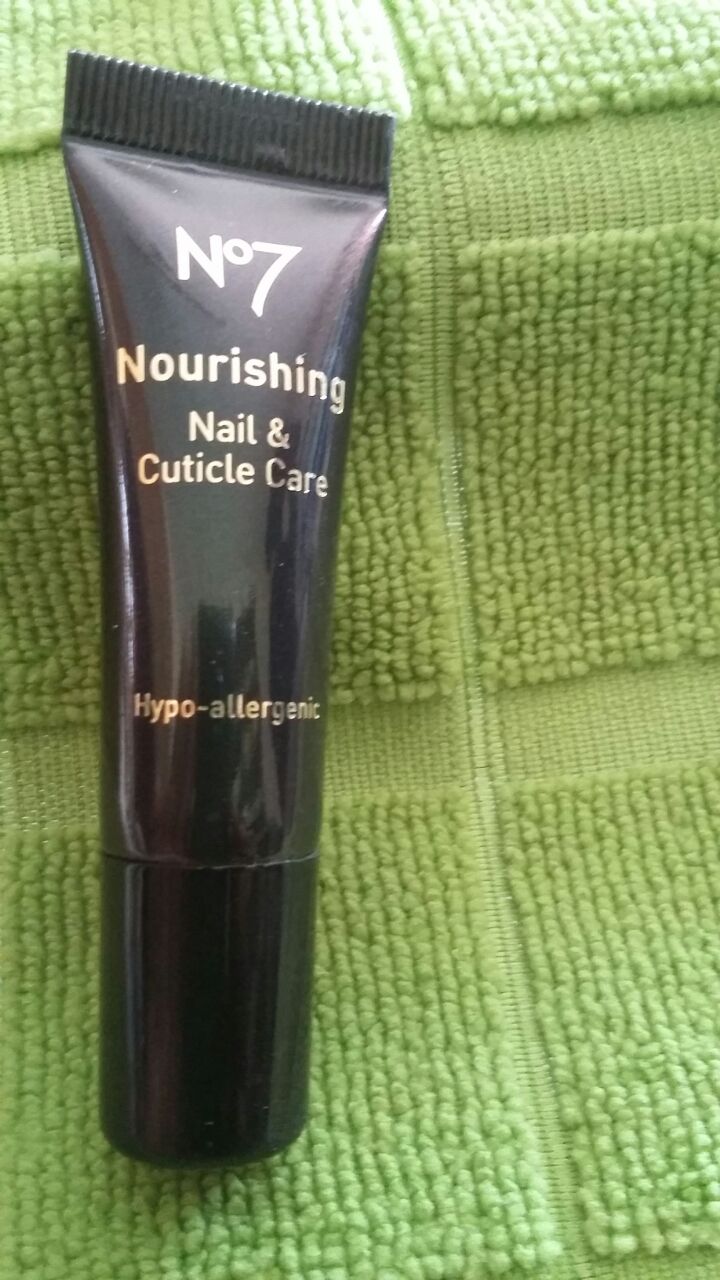 Nº7
Nourishing
Nail &
Cuticle Care
Hypo-allergenic